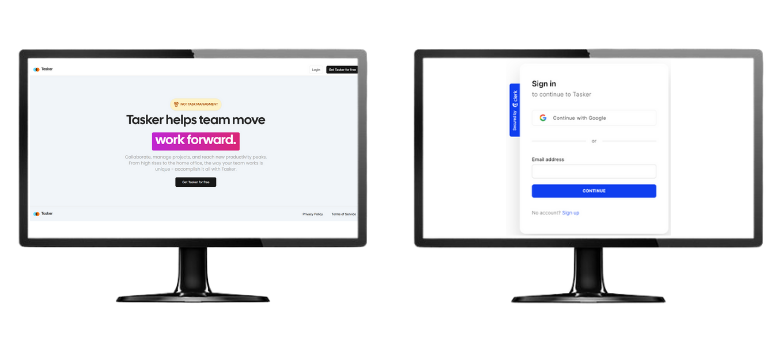 Tasker
Login
Get Tasker for free
NO.1 TASK MANAGEMENT
Tasker helps team move
work forward.
Collaborate, manage projects, and reach new productivity peaks.
From high rises to the home office, the way your team works is
unique - accomplish it all with Tasker.
Get Tasker for free
Tasker
Privacy Policy
Terms of Service
Secured by clerk
Sign in
to continue to Tasker
Continue with Google
or
Email address
CONTINUE
No account? Sign up